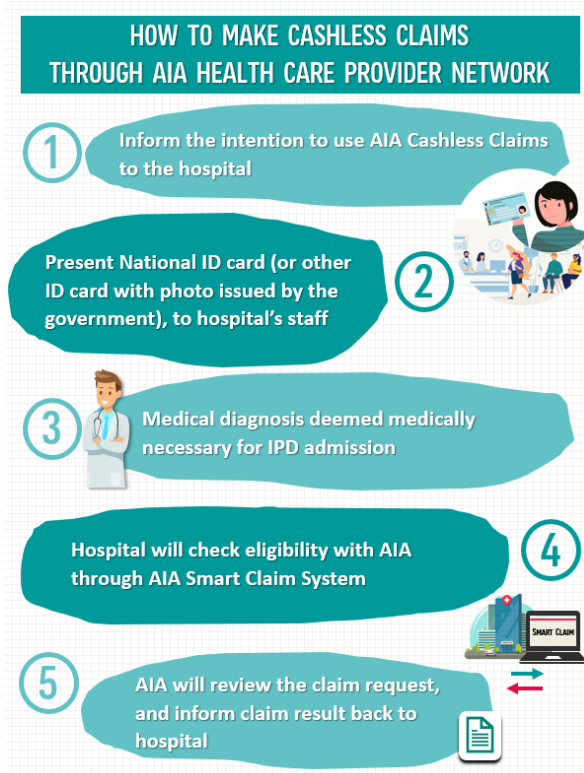 HOW TO MAKE CASHLESS CLAIMS
THROUGH AIA HEALTH CARE PROVIDER NETWORK
1
Inform the intention to use AIA Cashless Claims
to the hospital
Present National ID card (or other
ID card with photo issued by the
government), to hospital's staff
2
3
Medical diagnosis deemed medically
necessary for IPD admission
Hospital will check eligibility with AIA
through AIA Smart Claim System
4
SMART CLAIM
5
AIA will review the claim request,
and inform claim result back to
hospital